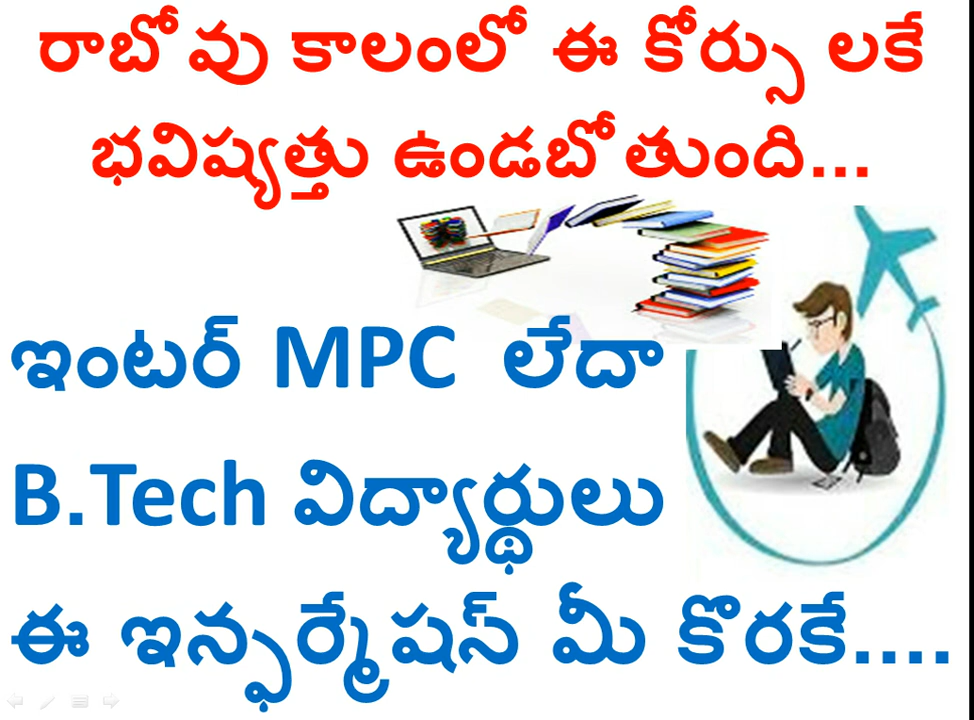 రాబోవు కాలంలో ఈ కోర్సు లకే
భవిష్యత్తు ఉండబోతుంది...
ఇంటర్ MPC లేదా
B.Tech విద్యార్థులు
ఈ ఇన్ఫర్మేషన్ మీ కొరకే....